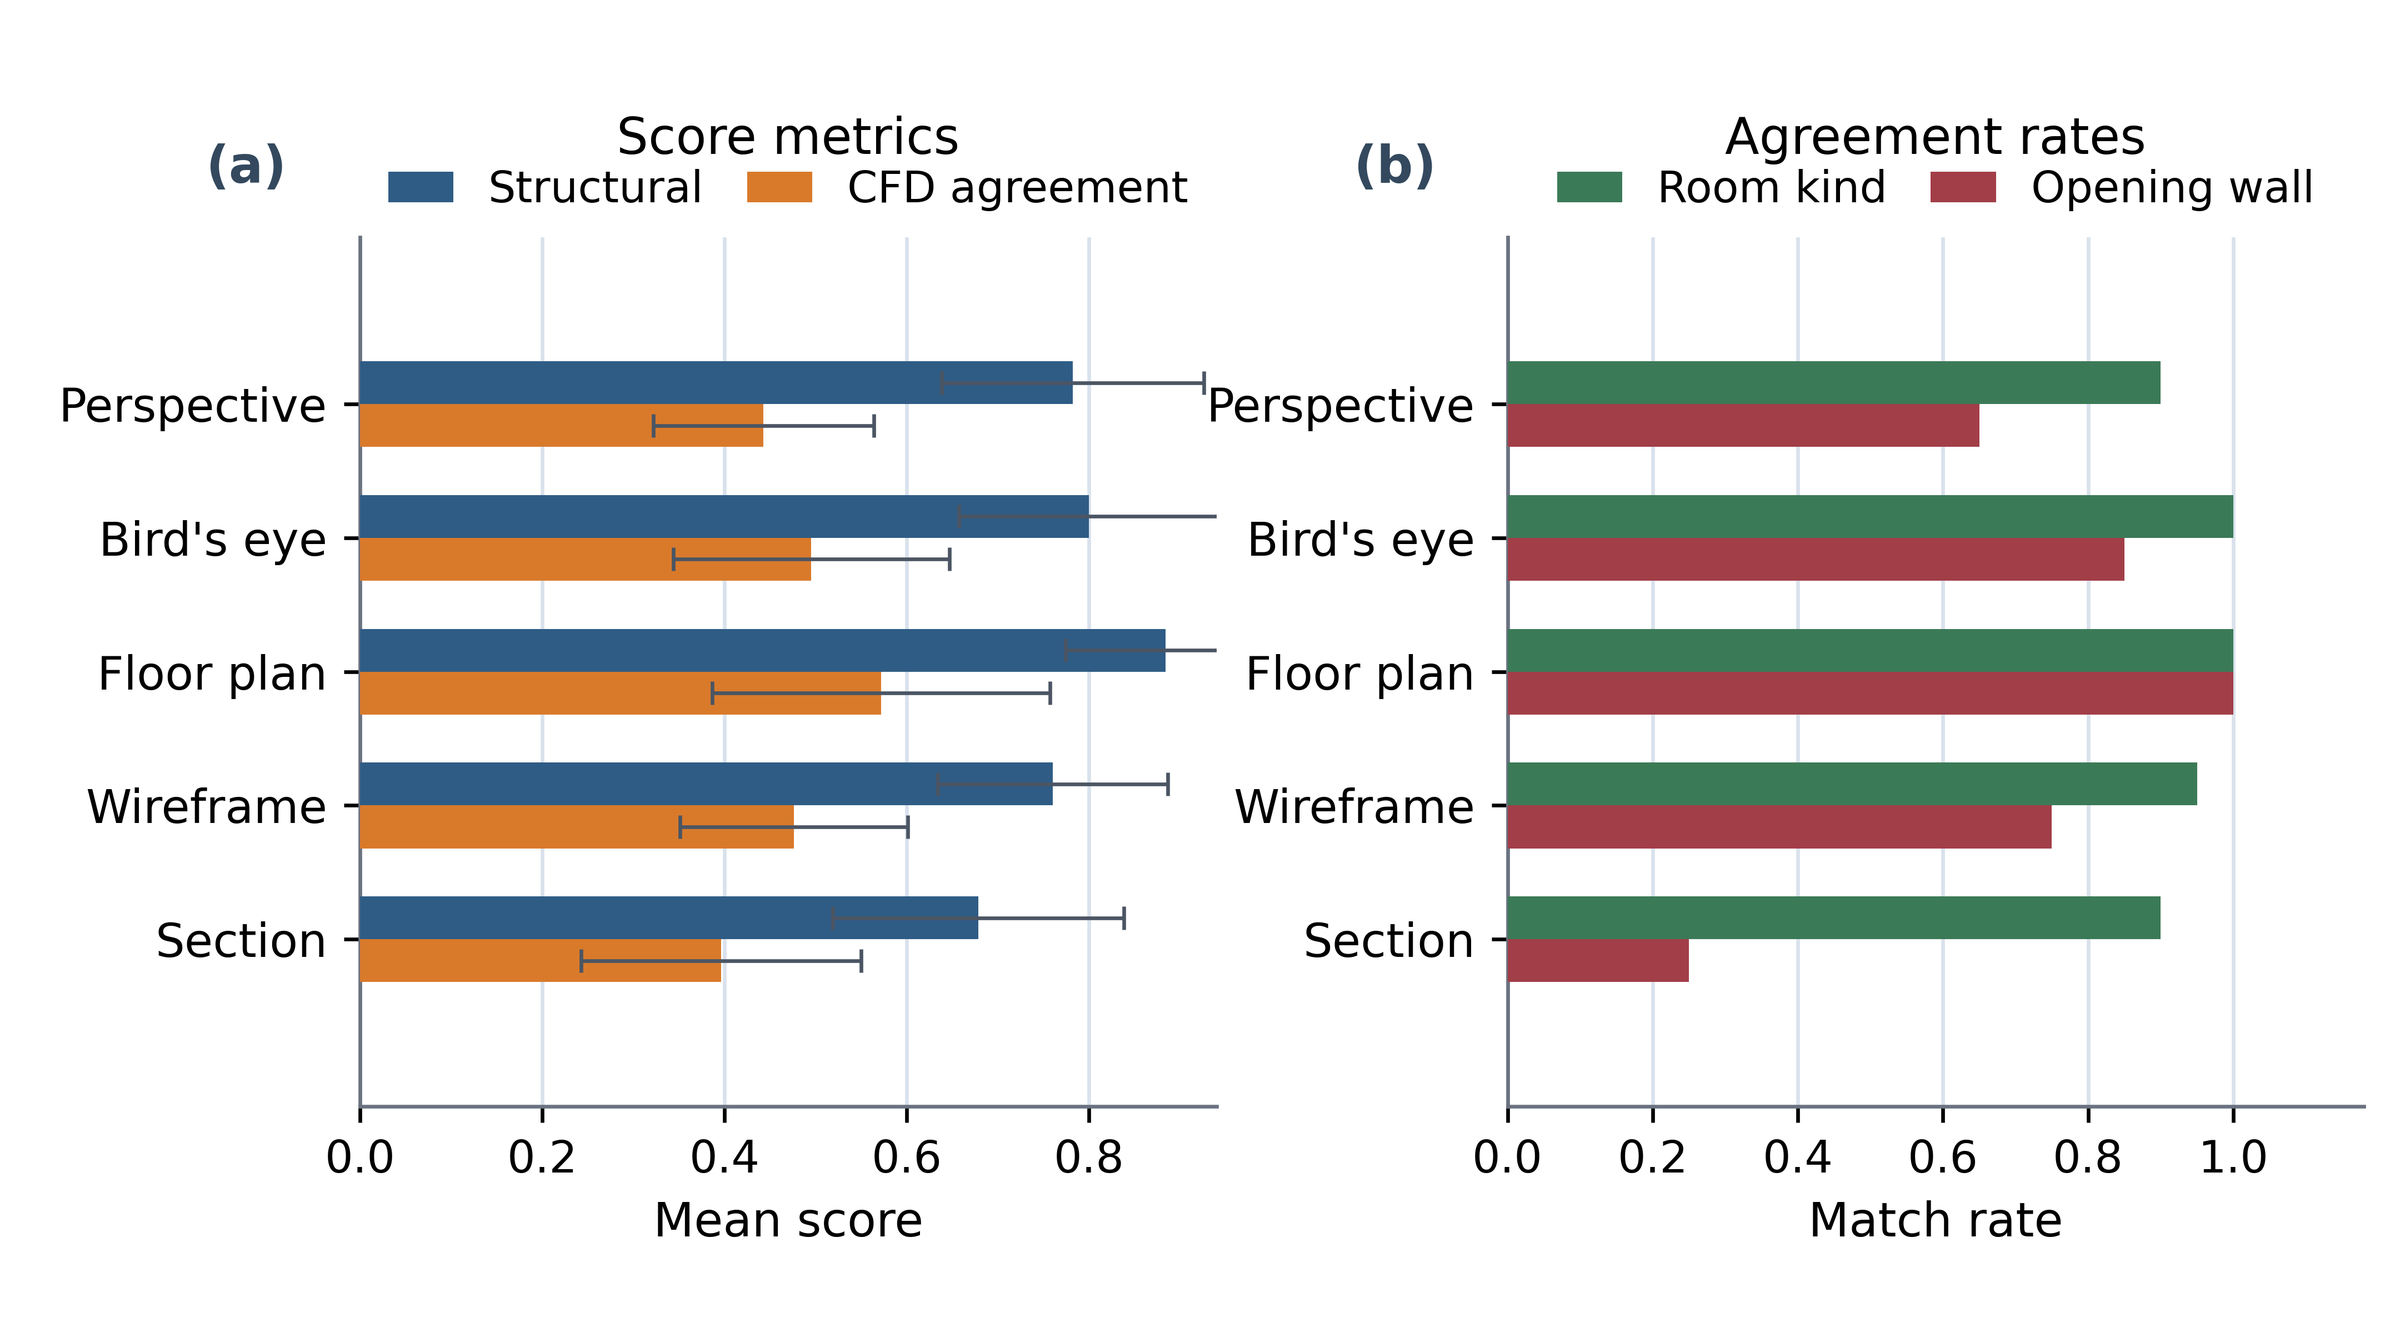 (a)
Score metrics
Structural
CFD agreement
Perspective
Bird's eye
Floor plan
Wireframe
Section
0.0 0.2 0.4 0.6 0.8
Mean score
(b)
Agreement rates
Room kind
Opening wall
Perspective
Bird's eye
Floor plan
Wireframe
Section
0.0 0.2 0.4 0.6 0.8 1.0
Match rate